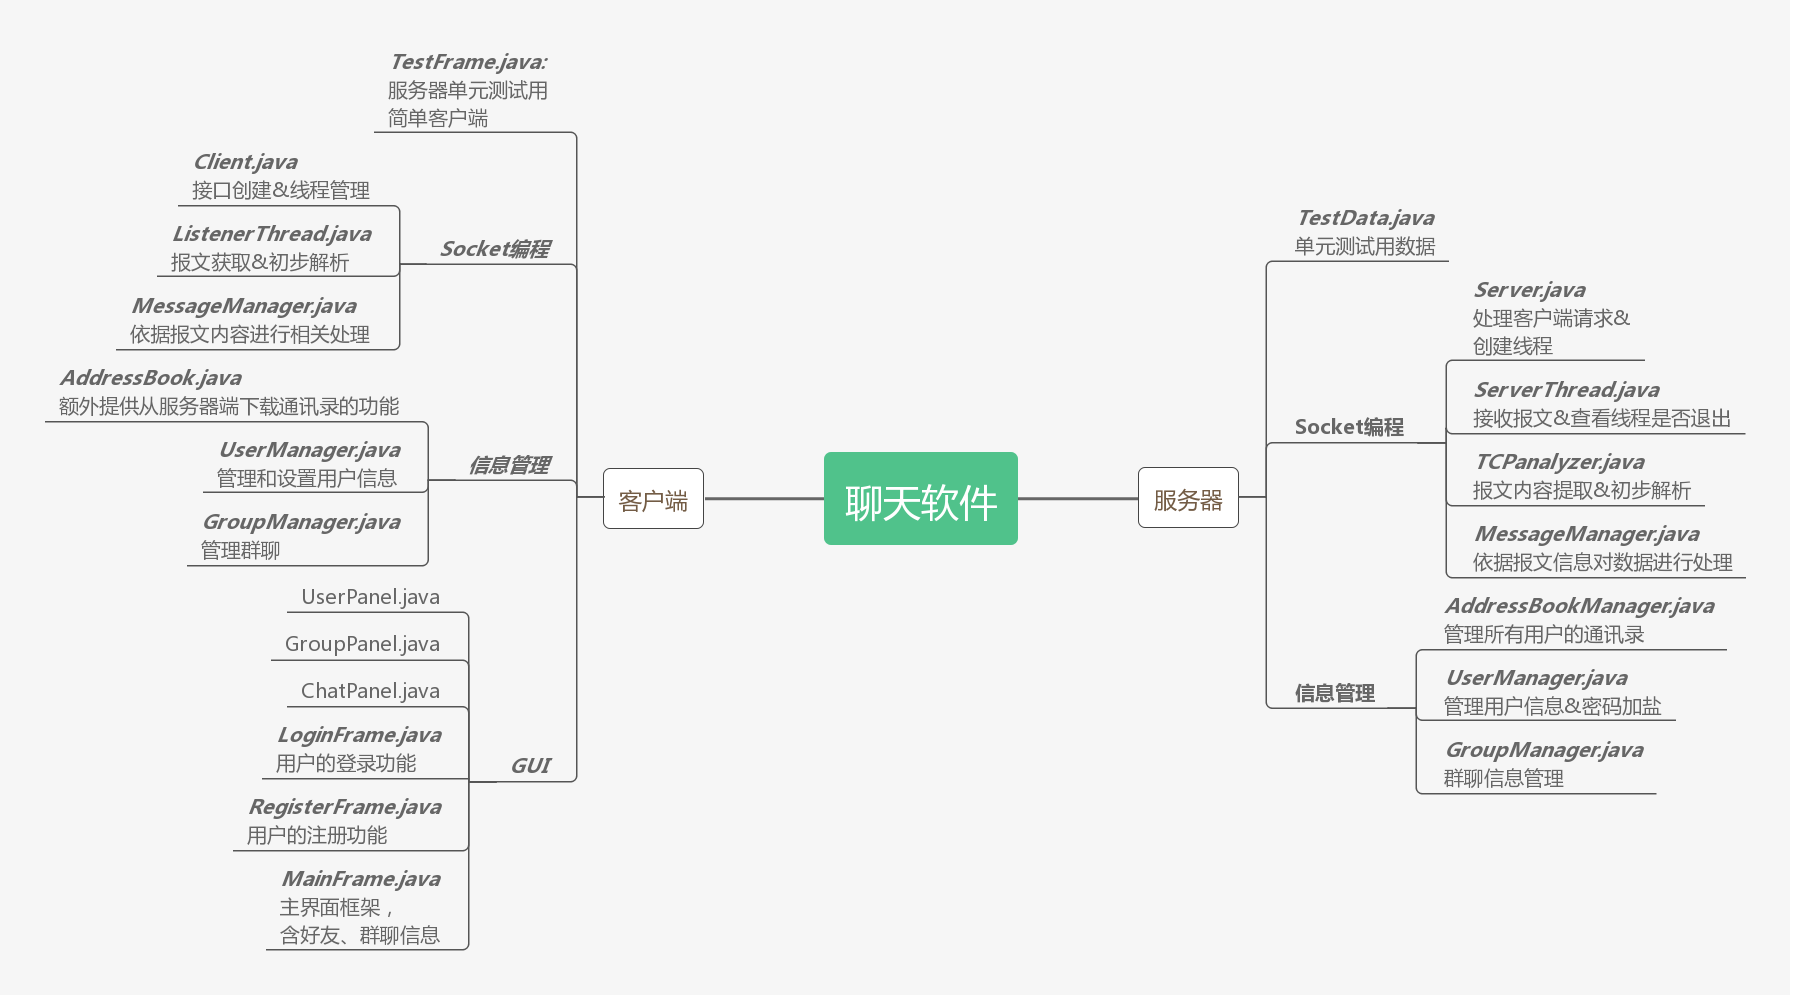 TestFrame.java:
服务器单元测试用
简单客户端
Client.java
接口创建&线程管理
ListenerThread.java
报文获取&初步解析
MessageManager.java
依据报文内容进行相关处理
Socket编程
AddressBook.java
额外提供从服务器端下载通讯录的功能
UserManager.java
管理和设置用户信息
GroupManager.java
管理群聊
信息管理
UserPanel.java
GroupPanel.java
ChatPanel.java
LoginFrame.java
用户的登录功能
RegisterFrame.java
用户的注册功能
MainFrame.java
主界面框架，
含好友、群聊信息
GUI
客户端
聊天软件
服务器
TestData.java
单元测试用数据
Socket编程
Server.java
处理客户端请求&
创建线程
ServerThread.java
接收报文&查看线程是否退出
TCPanalyzer.java
报文内容提取&初步解析
MessageManager.java
依据报文信息对数据进行处理
信息管理
AddressBookManager.java
管理所有用户的通讯录
UserManager.java
管理用户信息&密码加盐
GroupManager.java
群聊信息管理